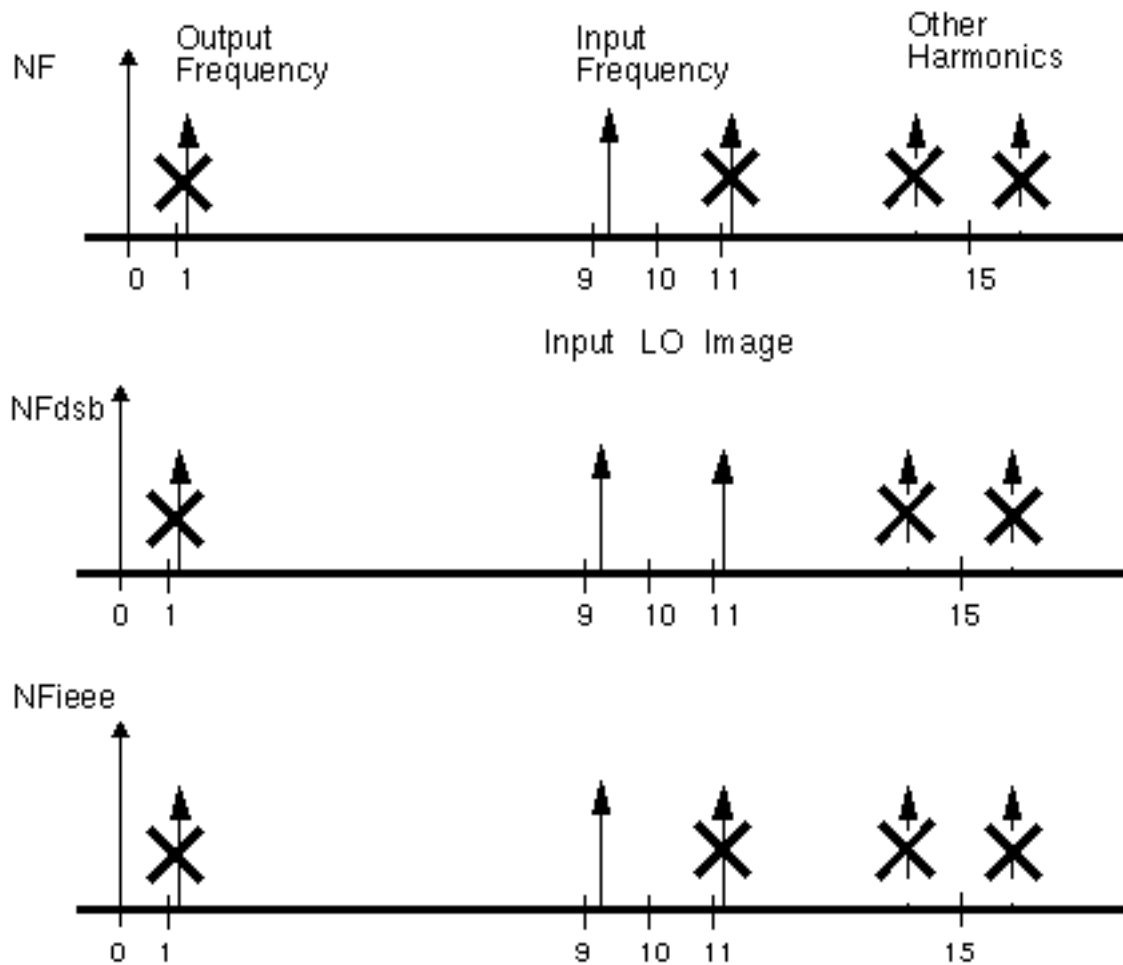 NF
Output
Frequency
Input
Frequency
Other
Harmonics
0 1 9 10 11 15
Input LO Image
NFdsb
0 1 9 10 11 15
NFieee
0 1 9 10 11 15